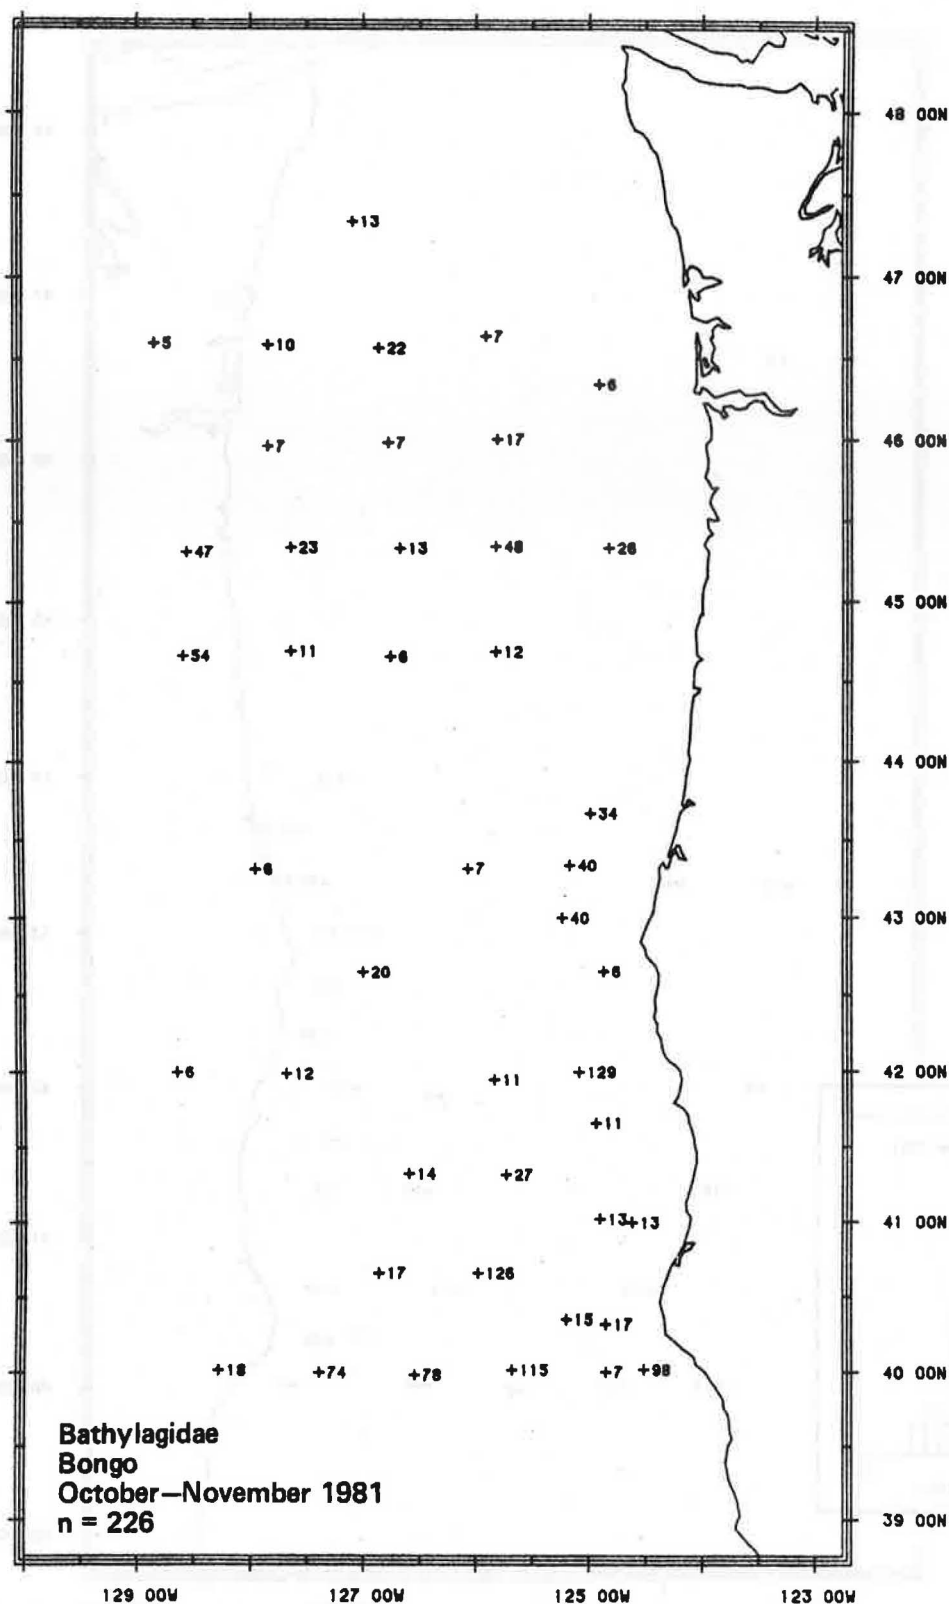 48 00N
+13
47 00N
+5 +10 +22 +7
+6
+7 +7 +17 46 00N
+47 +23 +13 +48 +26
45 00N
+54 +11 +6 +12
44 00N
+34
+6 +7 +40
+40 43 00N
+20 +6
+6 +12 +11 +129 42 00N
+11
+14 +27
+13 +13 41 00N
+17 +126
+15 +17
+18 +74 +78 +115 +7 +98 40 00N
Bathylagidae
Bongo
October—November 1981
n = 226
39 00N
129 00W 127 00W 125 00W 123 00W